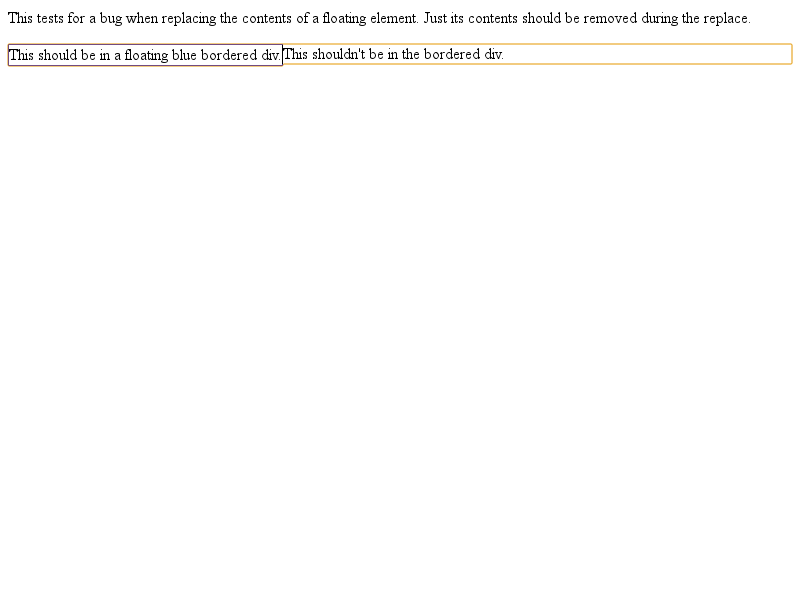 This tests for a bug when replacing the contents of a floating element. Just its contents should be removed during the replace.
This should be in a floating blue bordered div. This shouldn't be in the bordered div.